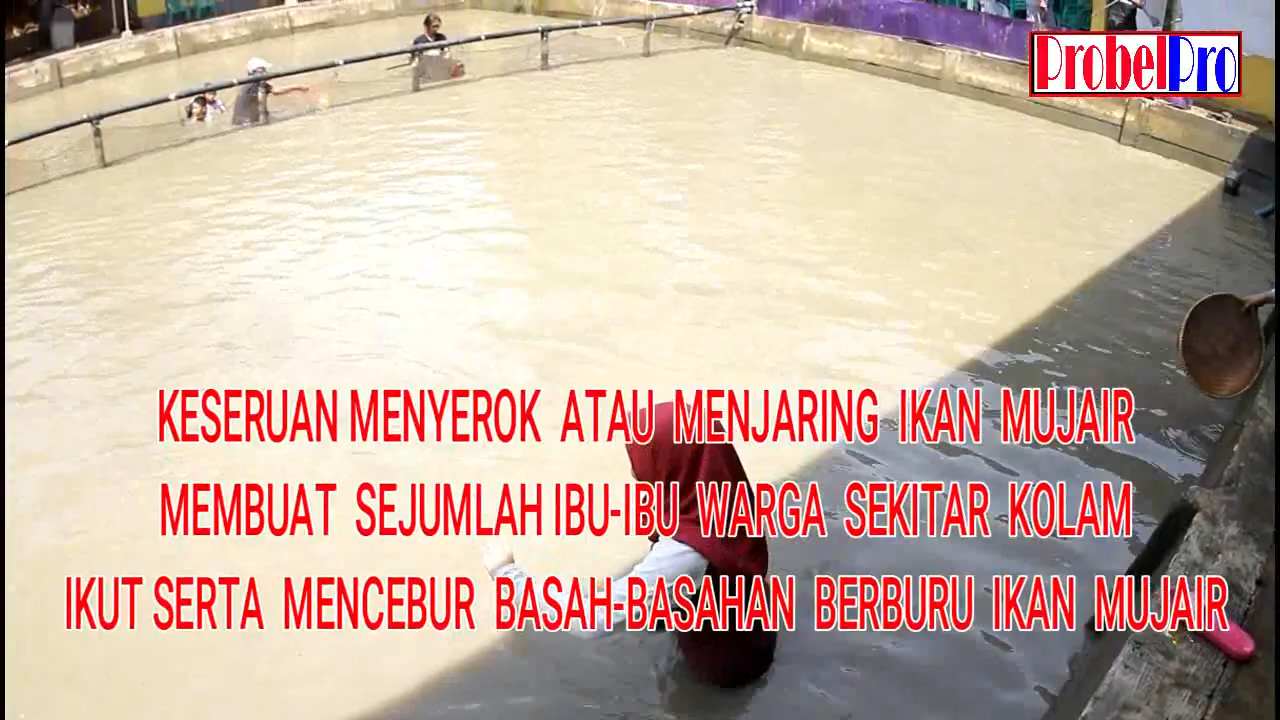 ProbelPro
KESERUAN MENYEROK ATAU MENJARING IKAN MUJAIR
MEMBUAT SEJUMLAH IBU-IBU WARGA SEKITAR KOLAM
IKUT SERTA MENCEBUR BASAH-BASAHAN BERBURU IKAN MUJAIR